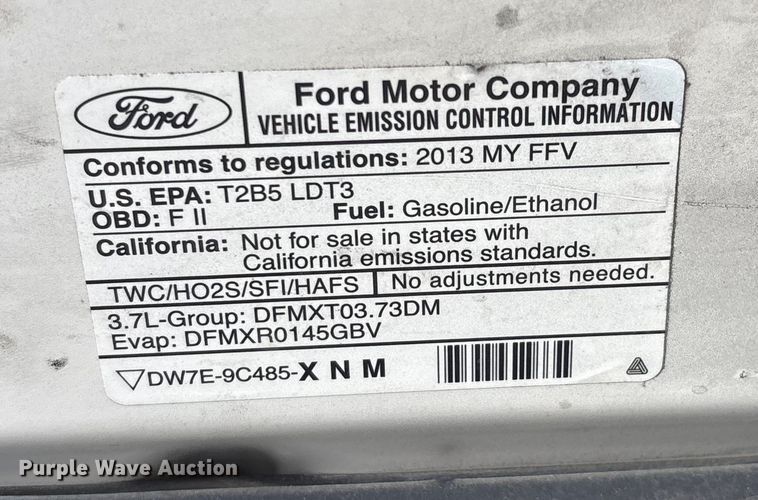 Ford
Ford Motor Company
VEHICLE EMISSION CONTROL INFORMATION
Conforms to regulations: 2013 MY FFV
U.S. EPA: T2B5 LDT3
OBD: F II Fuel: Gasoline/Ethanol
California: Not for sale in states with
California emissions standards.
TWC/HO2S/SFI/HAFS No adjustments needed.
3.7L-Group: DFMXT03.73DM
Evap: DFMXR0145GBV
DW7E-9C485-X N M
Purple Wave Auction